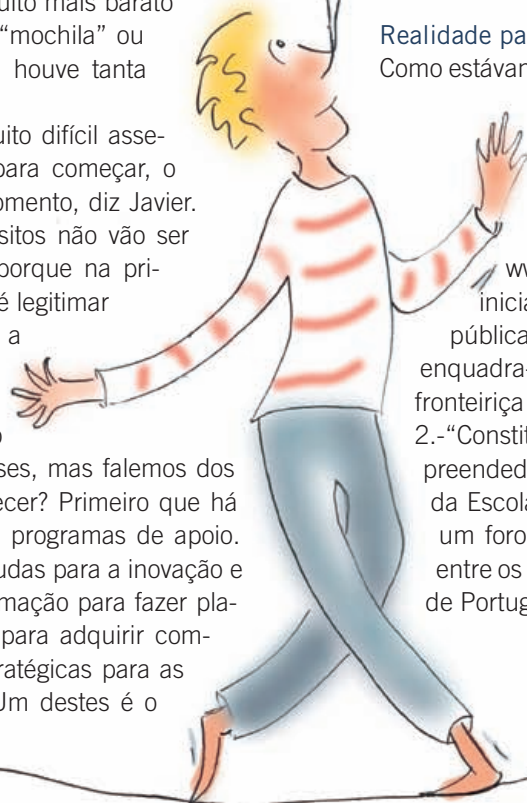 uito mais barato
“mochila” ou
houve tanta
uito difícil asse-
para começar, o
omento, diz Javier.
sitos não vão ser
porque na pri-
é legitimar
a
o
ses, mas falemos dos
ecer? Primeiro que há
programas de apoio.
udas para a inovação e
mação para fazer pla-
para adquirir com-
ratégicas para as
Um destes é o
Realidade pa
Como estávan
ww
inicia
pública
enquadra-
fronteiriça
2.-“Constit
preended
da Escola
um foro
entre os
de Portug